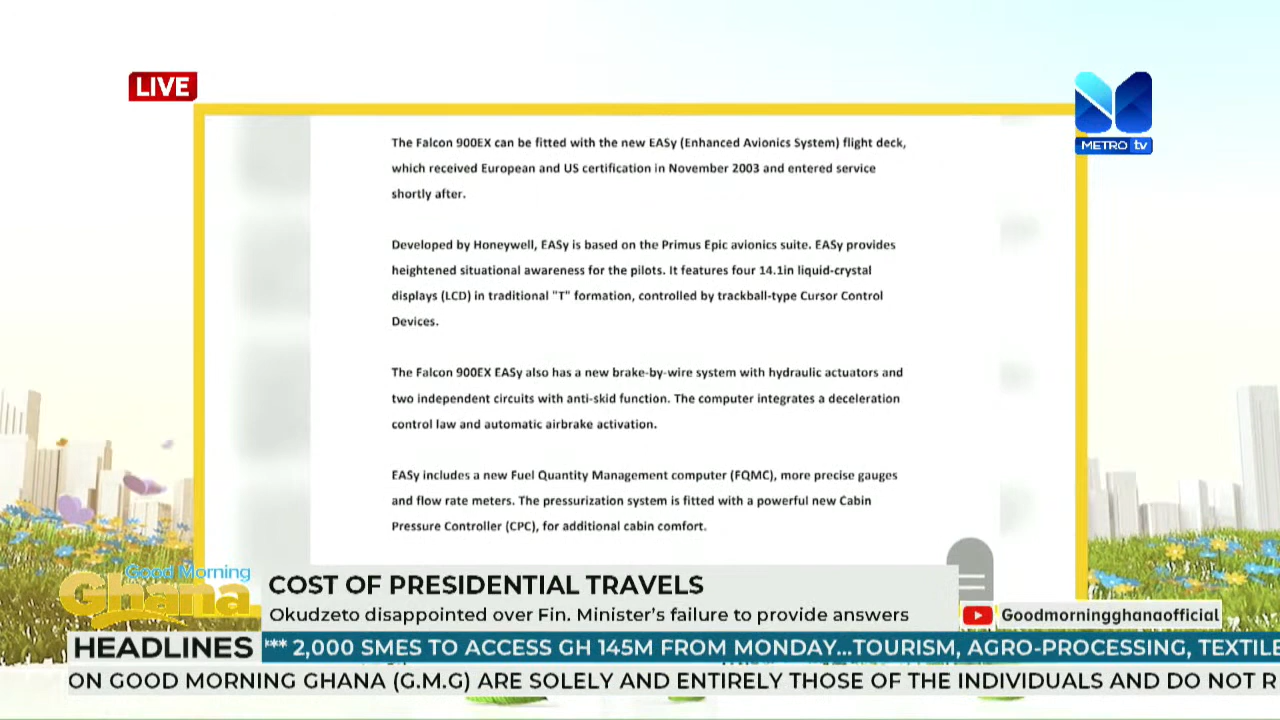 LIVE
METRO tv
The Falcon 900EX can be fitted with the new EASy (Enhanced Avionics System) flight deck,
which received European and US certification in November 2003 and entered service
shortly after.
Developed by Honeywell, EASy is based on the Primus Epic avionics suite. EASy provides
heightened situational awareness for the pilots. It features four 14.1in liquid-crystal
displays (LCD) in traditional "T" formation, controlled by trackball-type Cursor Control
Devices.
The Falcon 900EX EASy also has a new brake-by-wire system with hydraulic actuators and
two independent circuits with anti-skid function. The computer integrates a deceleration
control law and automatic airbrake activation.
EASy includes a new Fuel Quantity Management computer (FQMC), more precise gauges
and flow rate meters. The pressurization system is fitted with a powerful new Cabin
Pressure Controller (CPC), for additional cabin comfort.
Good Morning
Ghana
COST OF PRESIDENTIAL TRAVELS
Okudzeto disappointed over Fin. Minister's failure to provide answers
Goodmorningghanaofficial
HEADLINES
*** 2,000 SMES TO ACCESS GH 145M FROM MONDAY...TOURISM, AGRO-PROCESSING, TEXTILE
ON GOOD MORNING GHANA (G.M.G) ARE SOLELY AND ENTIRELY THOSE OF THE INDIVIDUALS AND DO NOT R